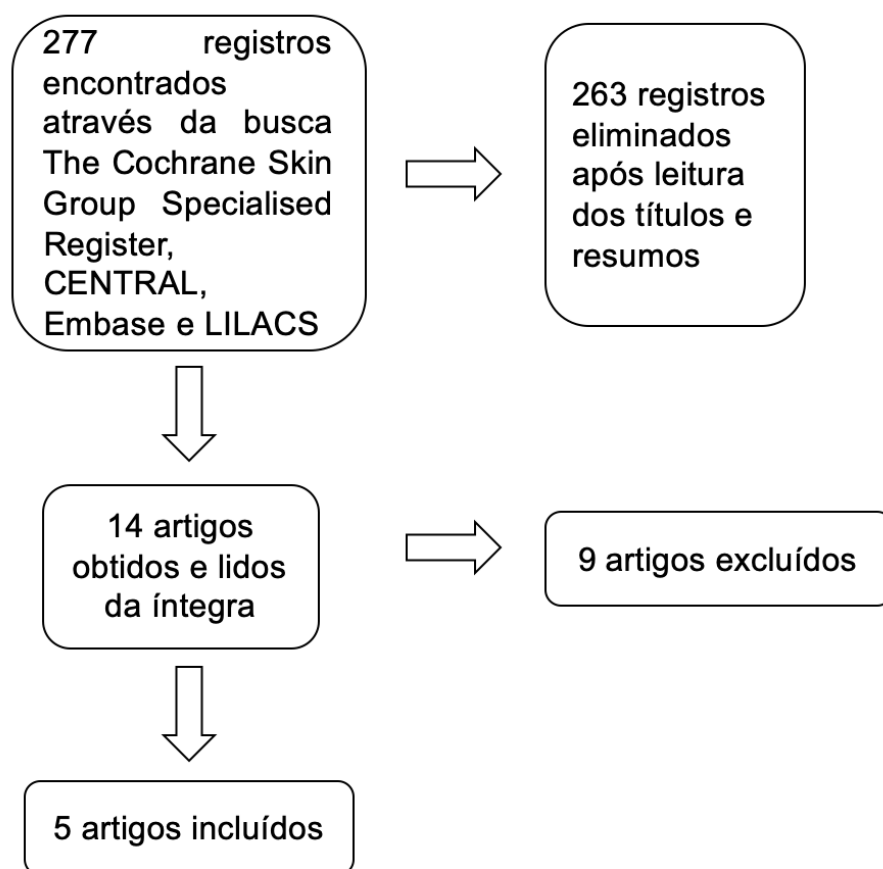 277 registros
encontrados
através da busca
The Cochrane Skin
Group Specialised
Register,
CENTRAL,
Embase e LILACS
263 registros
eliminados
após leitura
dos títulos e
resumos
14 artigos
obtidos e lidos
da íntegra
9 artigos excluídos
5 artigos incluídos